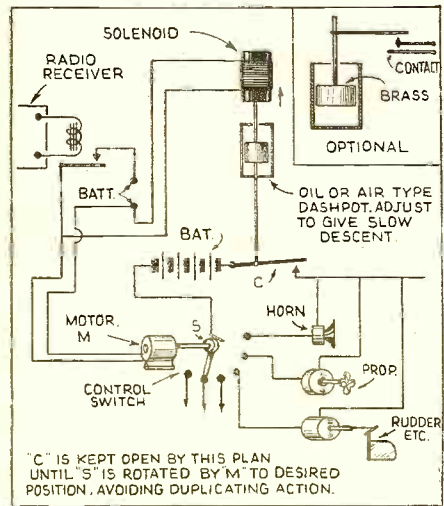 SOLENOID
RADIO
RECEIVER
CONTACT
BRASS
OPTIONAL
BATT.
OIL OR AIR TYPE
DASHPOT. ADJUST
TO GIVE SLOW
DESCENT.
BAT.
C
HORN
MOTOR,
M
S
PROP.
CONTROL
SWITCH
RUDDER
ETC.
"C" IS KEPT OPEN BY THIS PLAN
UNTIL "S" IS ROTATED BY "M" TO DESIRED
POSITION, AVOIDING DUPLICATING ACTION.